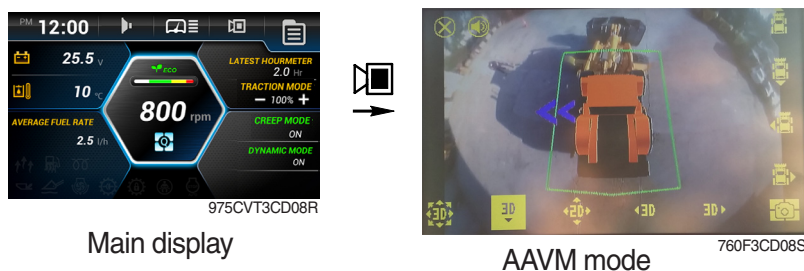 PM 12:00
25.5 V
10 °C
AVERAGE FUEL RATE
2.5 l/h
ECO
800 rpm
Q
LATEST HOURMETER
2.0 Hr
TRACTION MODE
— 100% +
CREEP MODE
ON
DYNAMIC MODE
ON
975CVT3CD08R
Main display
3D
3D
2D
3D
3D
760F3CD08S
AAVM mode